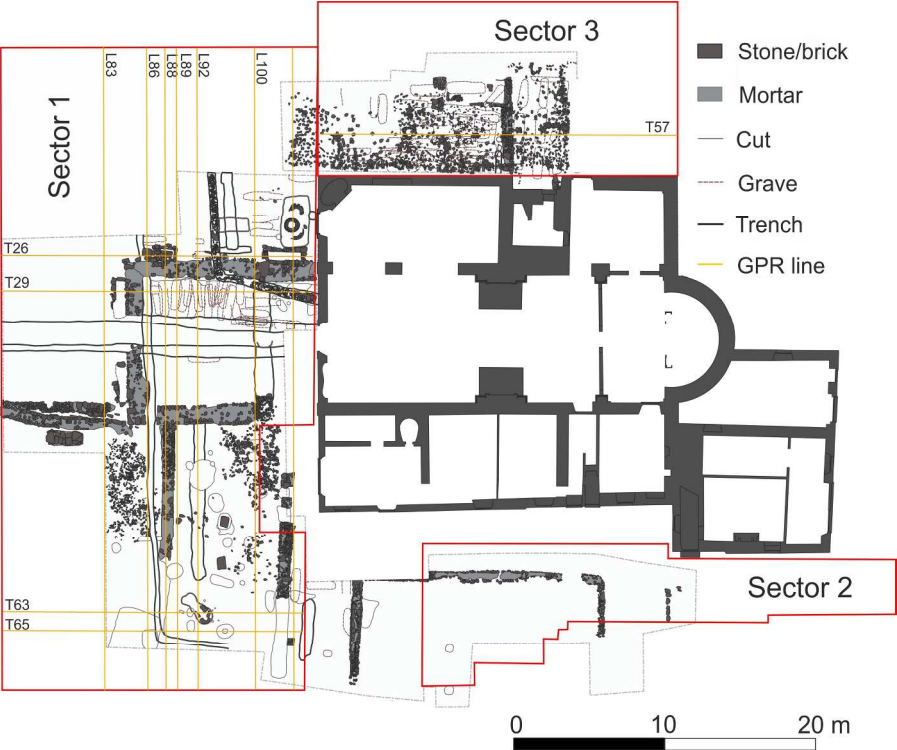 Sector 3
Stone/brick
Mortar
Cut
Grave
Trench
GPR line
Sector 1
L83
L86
L88
L89
L92
L100
T57
T26
T29
T63
T65
Sector 2
0 10 20 m